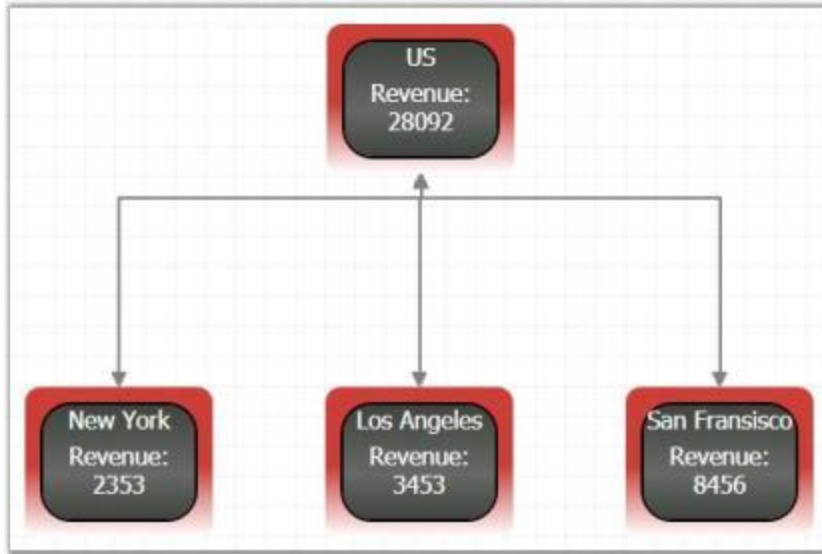 US
Revenue:
28092
New York
Revenue:
2353
Los Angeles
Revenue:
3453
San Fransisco
Revenue:
8456